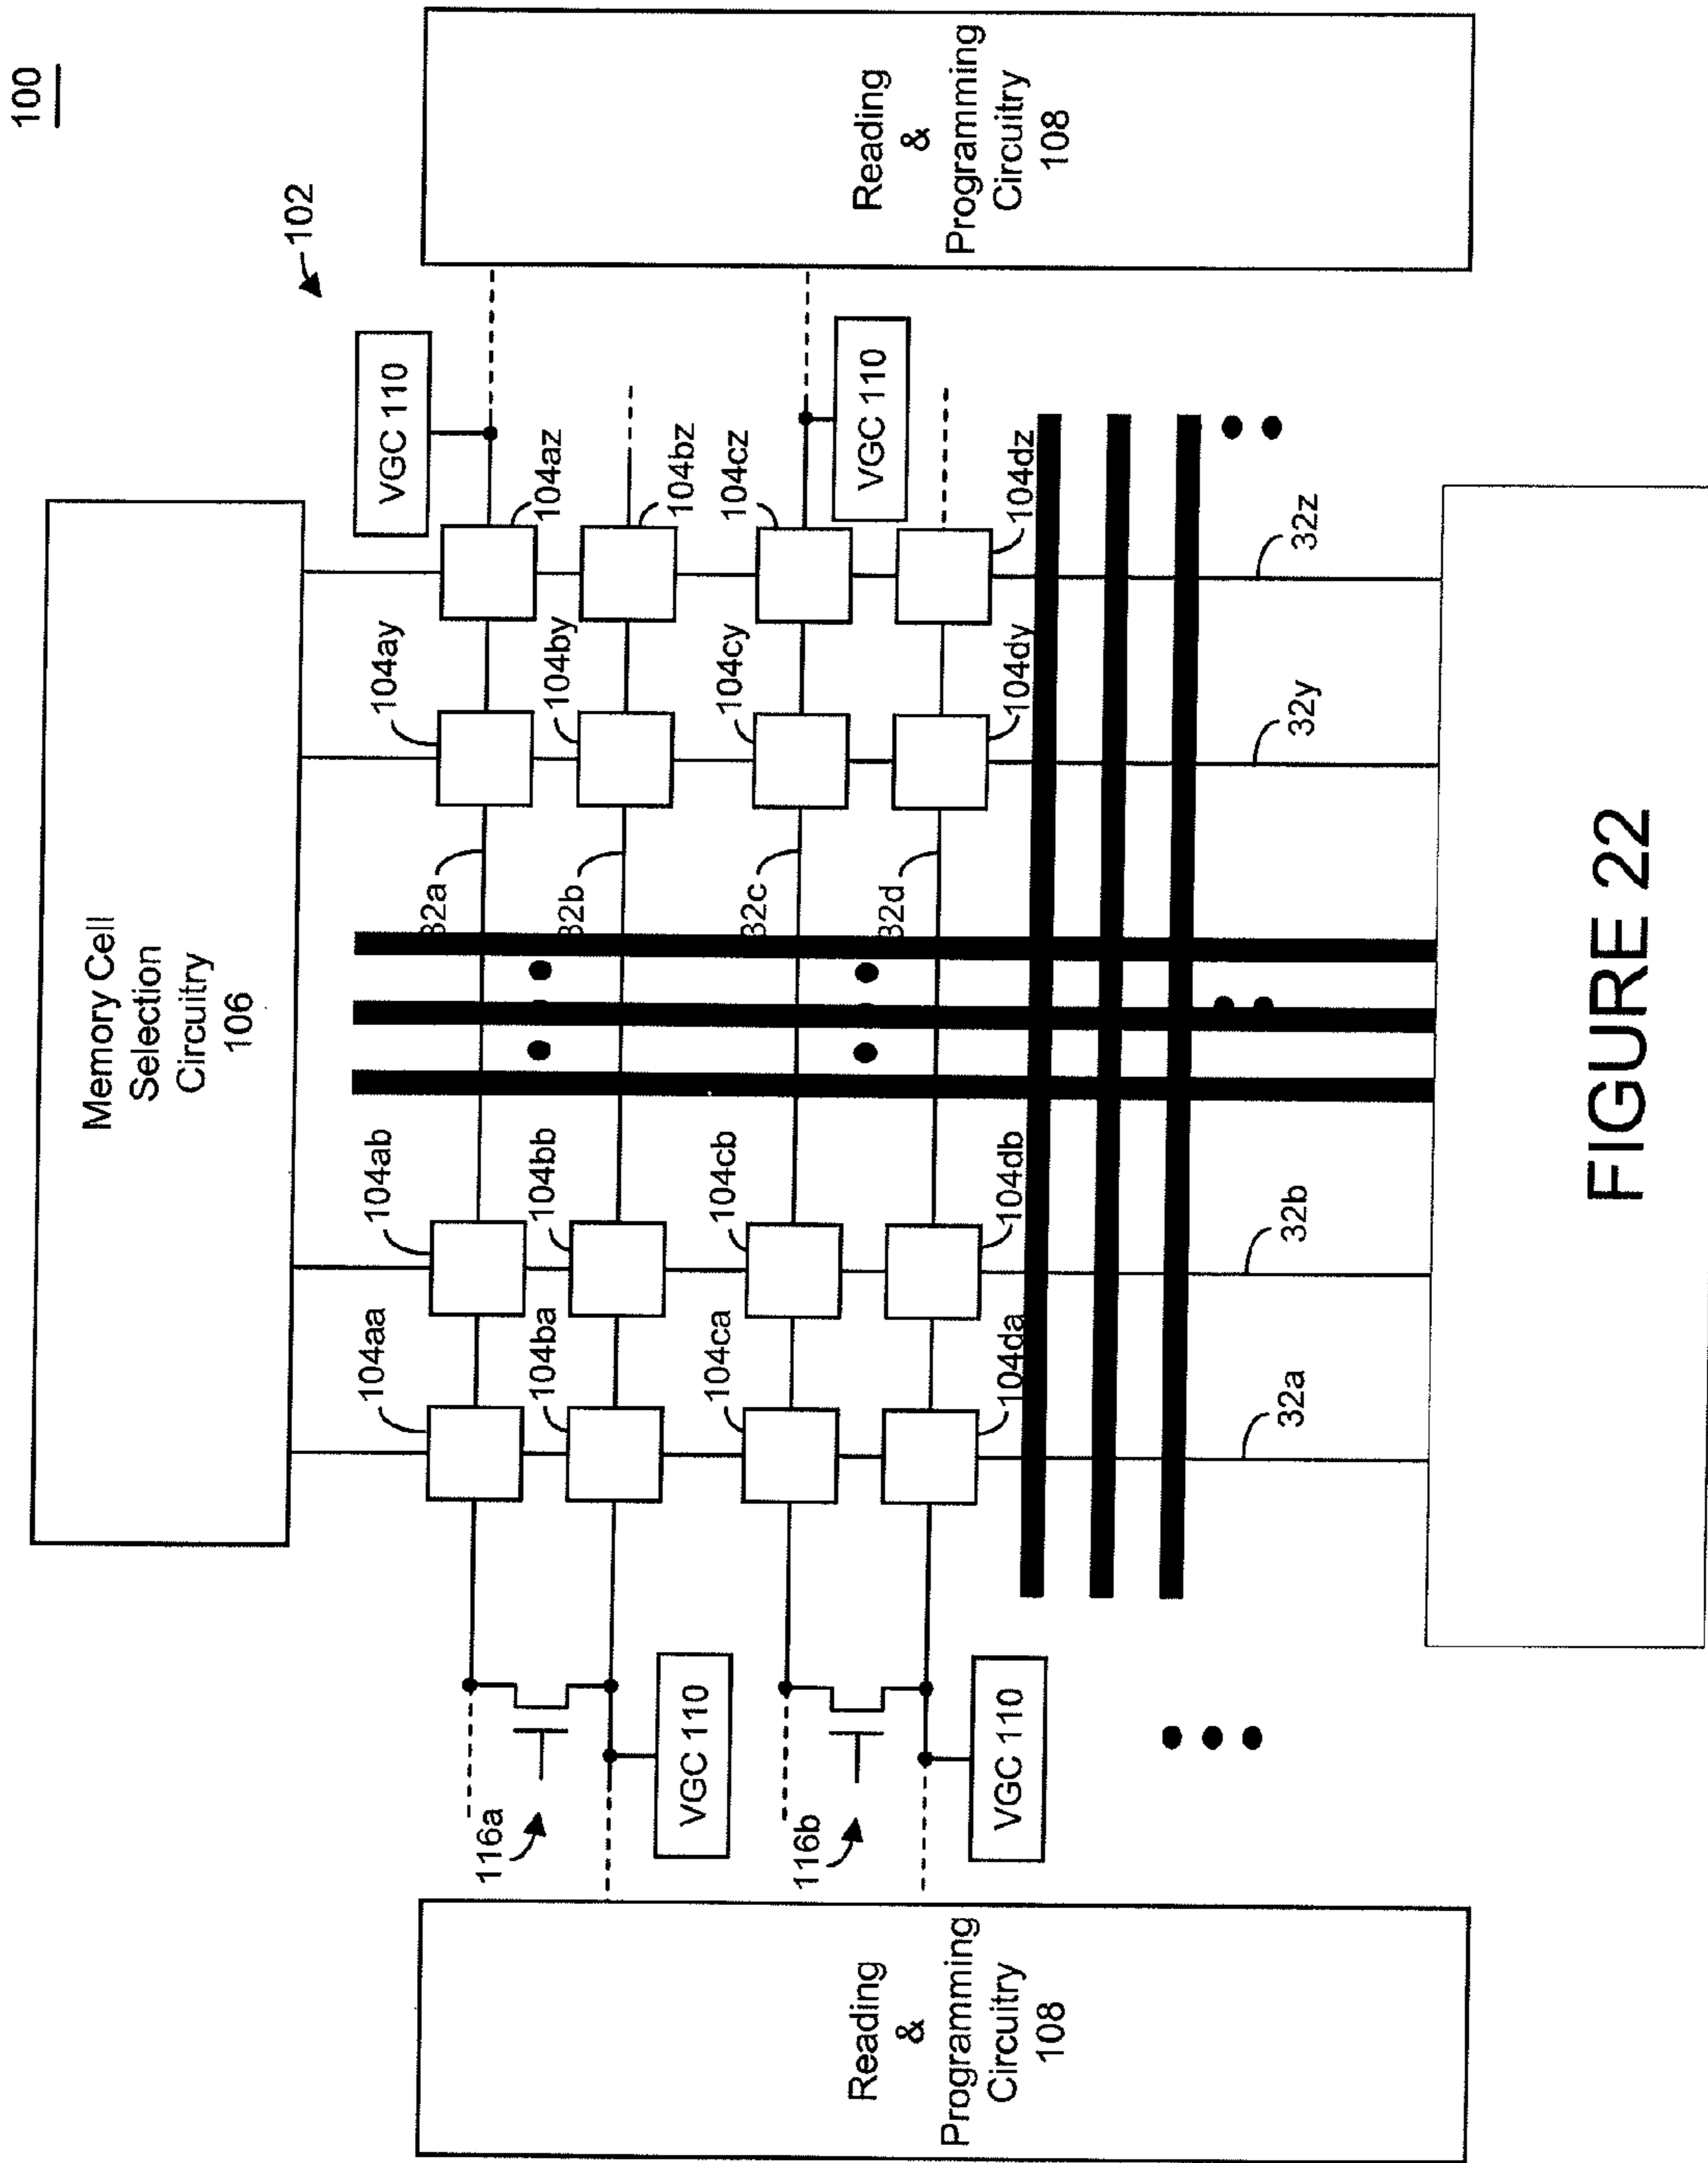 100
Memory Cell
Selection
Circuitry
106
102
VGC 110
104aa
104ab
104ay
104az
32a
116a
104ba
104bb
104by
104bz
32b
VGC 110
104ca
104cb
104cy
104cz
32c
VGC 110
116b
32d
104da
104db
104dy
104dz
VGC 110
Reading
&
Programming
Circuitry
108
Reading
&
Programming
Circuitry
108
32a
32b
32y
32z
FIGURE 22